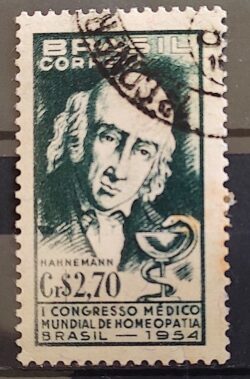 BRASIL
CORREIO
HAHNEMANN
Cr$2,70
I CONGRESSO MÉDICO
MUNDIAL DE HOMEOPATIA
BRASIL — 1954